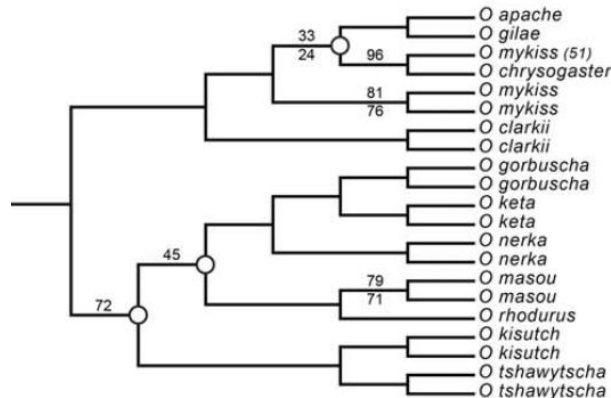 O apache
33
O gilae
24
96
O mykiss (51)
O chrysogaster
81
O mykiss
76
O mykiss
O clarkii
O clarkii
O gorbuscha
O gorbuscha
O keta
O keta
O nerka
45
O nerka
79
O masou
71
O masou
72
O rhodurus
O kisutch
O kisutch
O tshawytscha
O tshawytscha